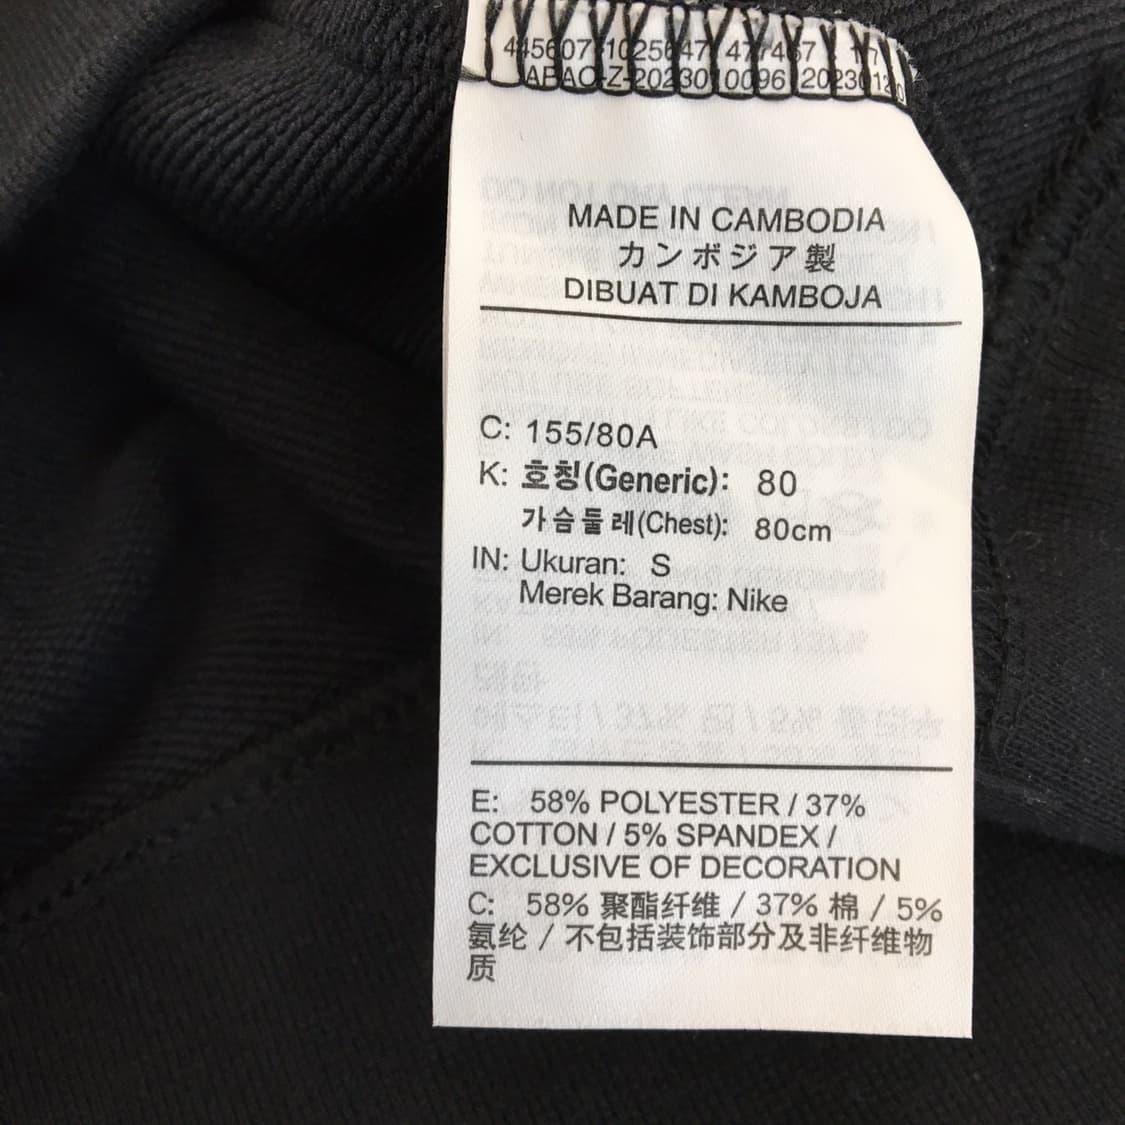 MADE IN CAMBODIA
カンボジア製
DIBUAT DI KAMBOJA
C: 155/80A
K: 호칭(Generic): 80
가슴둘레(Chest): 80cm
IN: Ukuran: S
Merek Barang: Nike
E: 58% POLYESTER / 37%
COTTON / 5% SPANDEX /
EXCLUSIVE OF DECORATION
C: 58% 聚酯纤维 / 37% 棉 / 5%
氨纶 / 不包括装饰部分及非纤维物
质